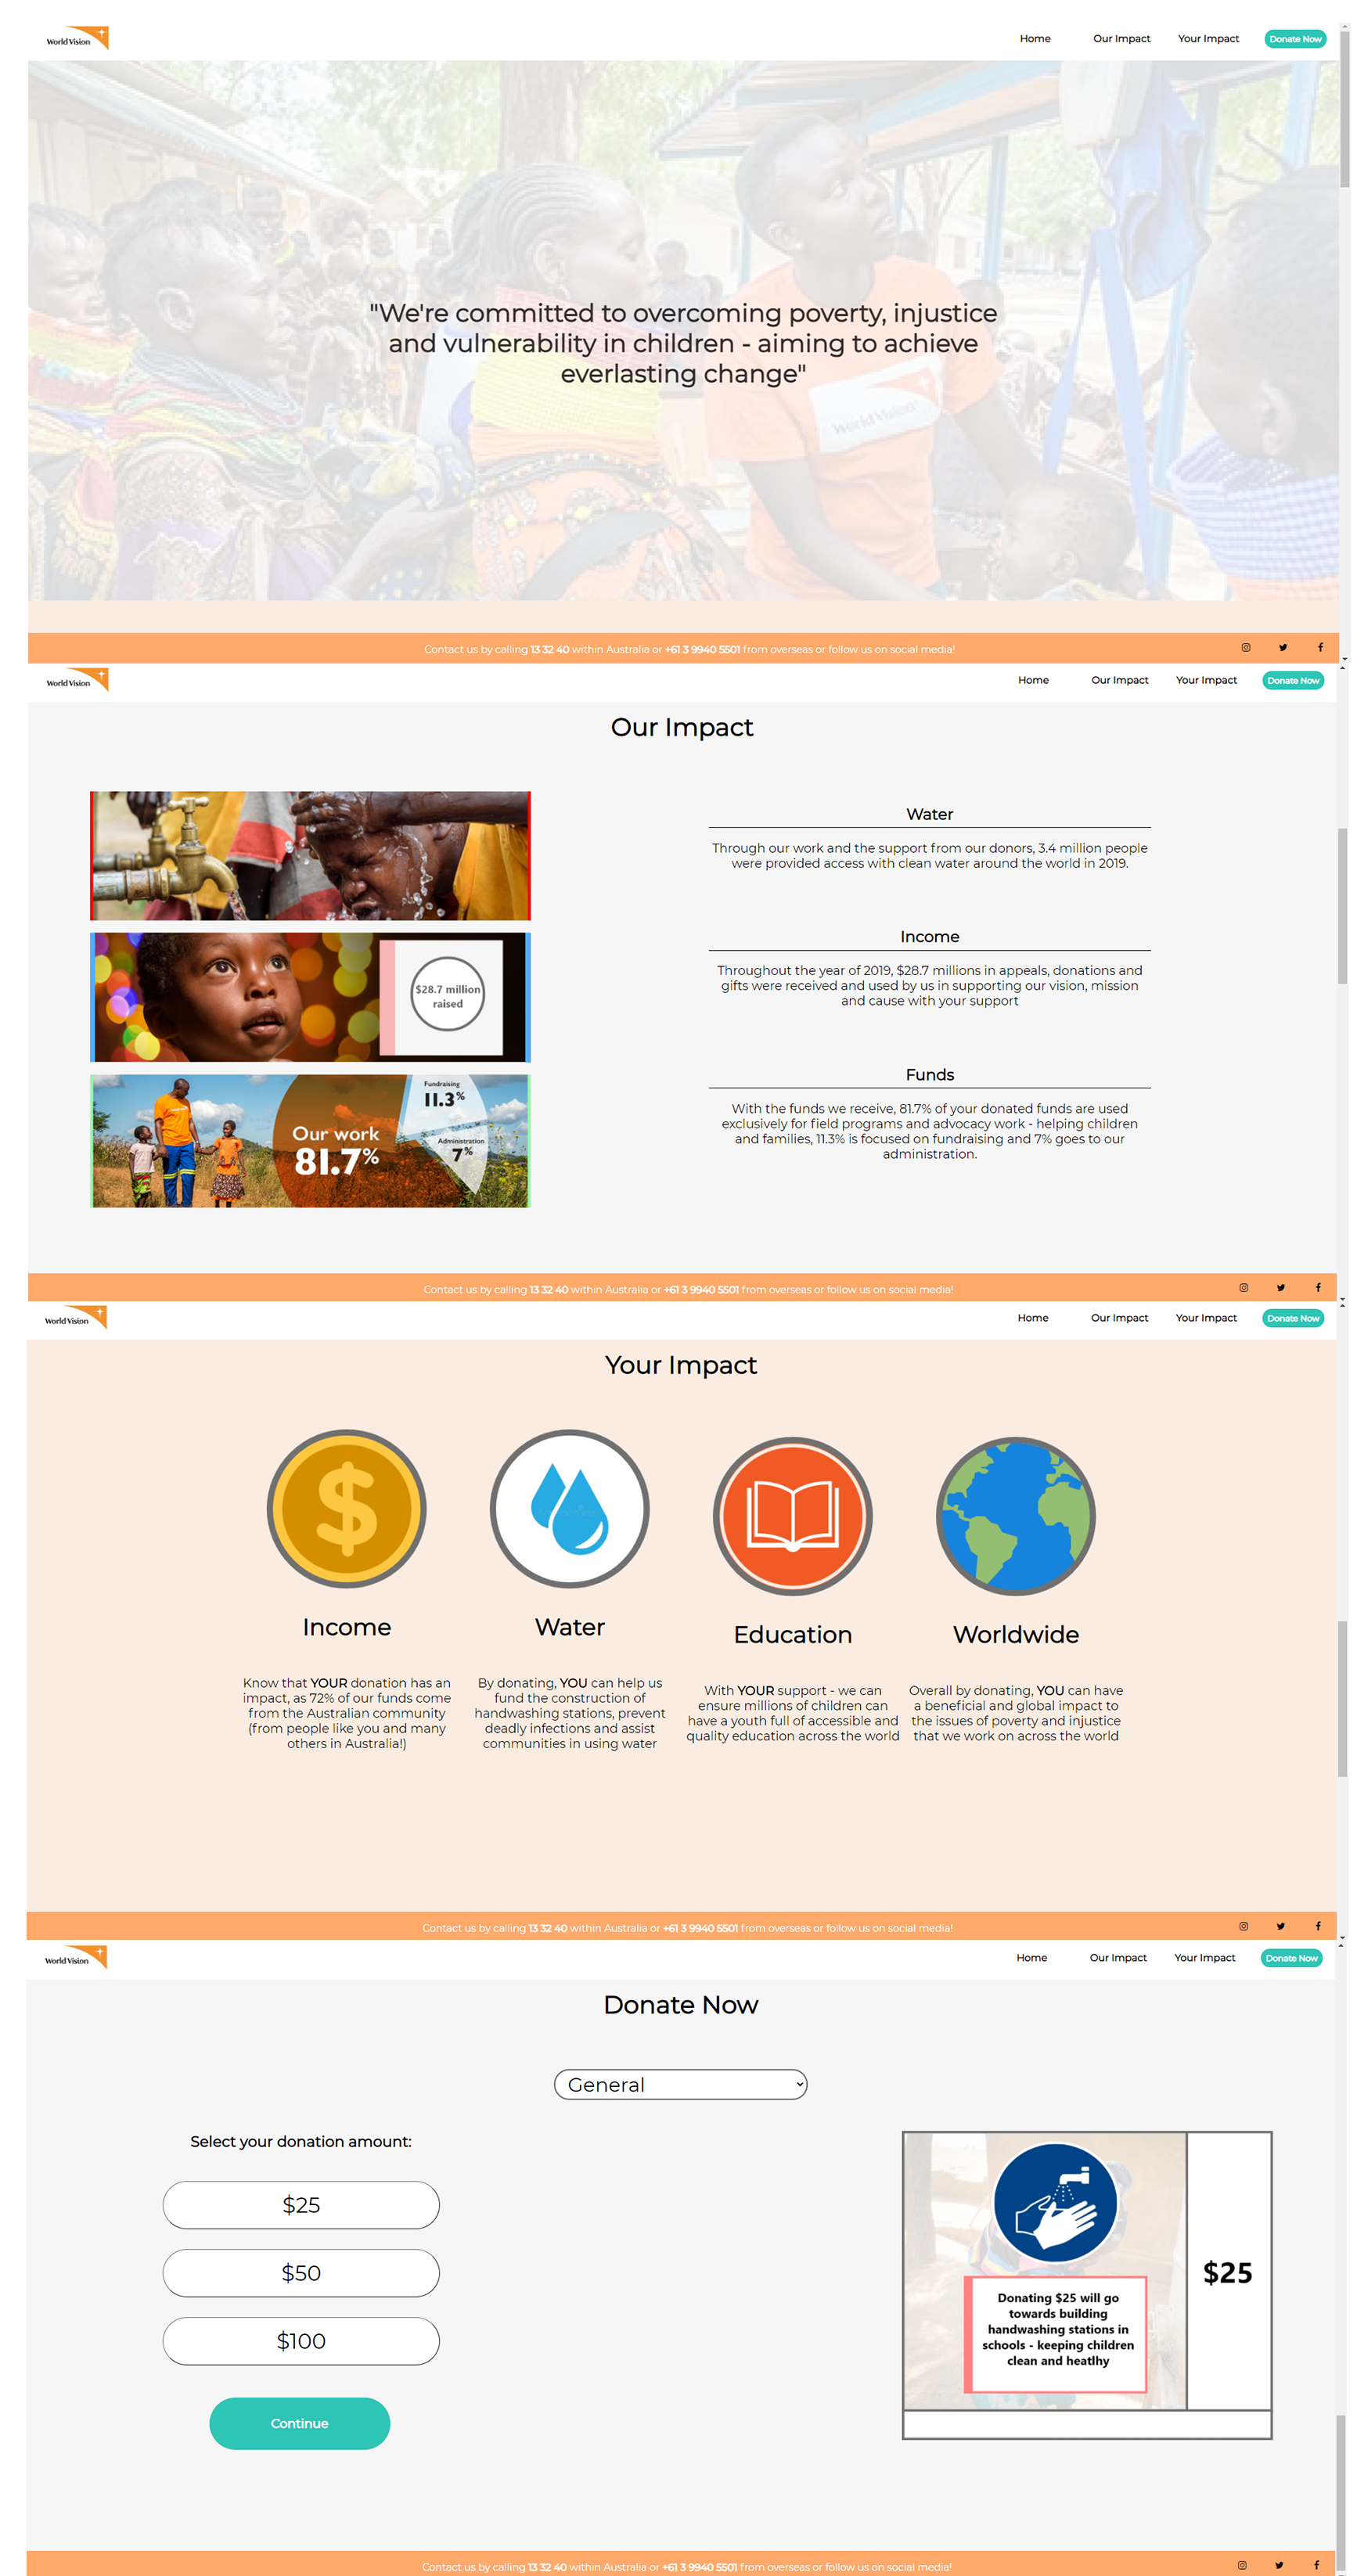 World Vision
Home Our Impact Your Impact Donate Now
"We're committed to overcoming poverty, injustice
and vulnerability in children - aiming to achieve
everlasting change"
World Vision
Contact us by calling 13 32 40 within Australia or +61 3 9940 5501 from overseas or follow us on social media!
World Vision
Home Our Impact Your Impact Donate Now
Our Impact
Water
Through our work and the support from our donors, 3.4 million people
were provided access with clean water around the world in 2019.
$28.7 million
raised
Income
Throughout the year of 2019, $28.7 millions in appeals, donations and
gifts were received and used by us in supporting our vision, mission
and cause with your support
Our work
81.7%
Fundraising
11.3%
Administration
7%
Funds
With the funds we receive, 81.7% of your donated funds are used
exclusively for field programs and advocacy work - helping children
and families, 11.3% is focused on fundraising and 7% goes to our
administration.
Contact us by calling 13 32 40 within Australia or +61 3 9940 5501 from overseas or follow us on social media!
World Vision
Home Our Impact Your Impact Donate Now
Your Impact
Income
Know that YOUR donation has an
impact, as 72% of our funds come
from the Australian community
(from people like you and many
others in Australia!)
Water
By donating, YOU can help us
fund the construction of
handwashing stations, prevent
deadly infections and assist
communities in using water
Education
With YOUR support - we can
ensure millions of children can
have a youth full of accessible and
quality education across the world
Worldwide
Overall by donating, YOU can have
a beneficial and global impact to
the issues of poverty and injustice
that we work on across the world
Contact us by calling 13 32 40 within Australia or +61 3 9940 5501 from overseas or follow us on social media!
World Vision
Home Our Impact Your Impact Donate Now
Donate Now
General
Select your donation amount:
$25
$50
$100
Continue
Donating $25 will go
towards building
handwashing stations in
schools - keeping children
clean and heatlhy
$25
Contact us by calling 13 32 40 within Australia or +61 3 9940 5501 from overseas or follow us on social media!